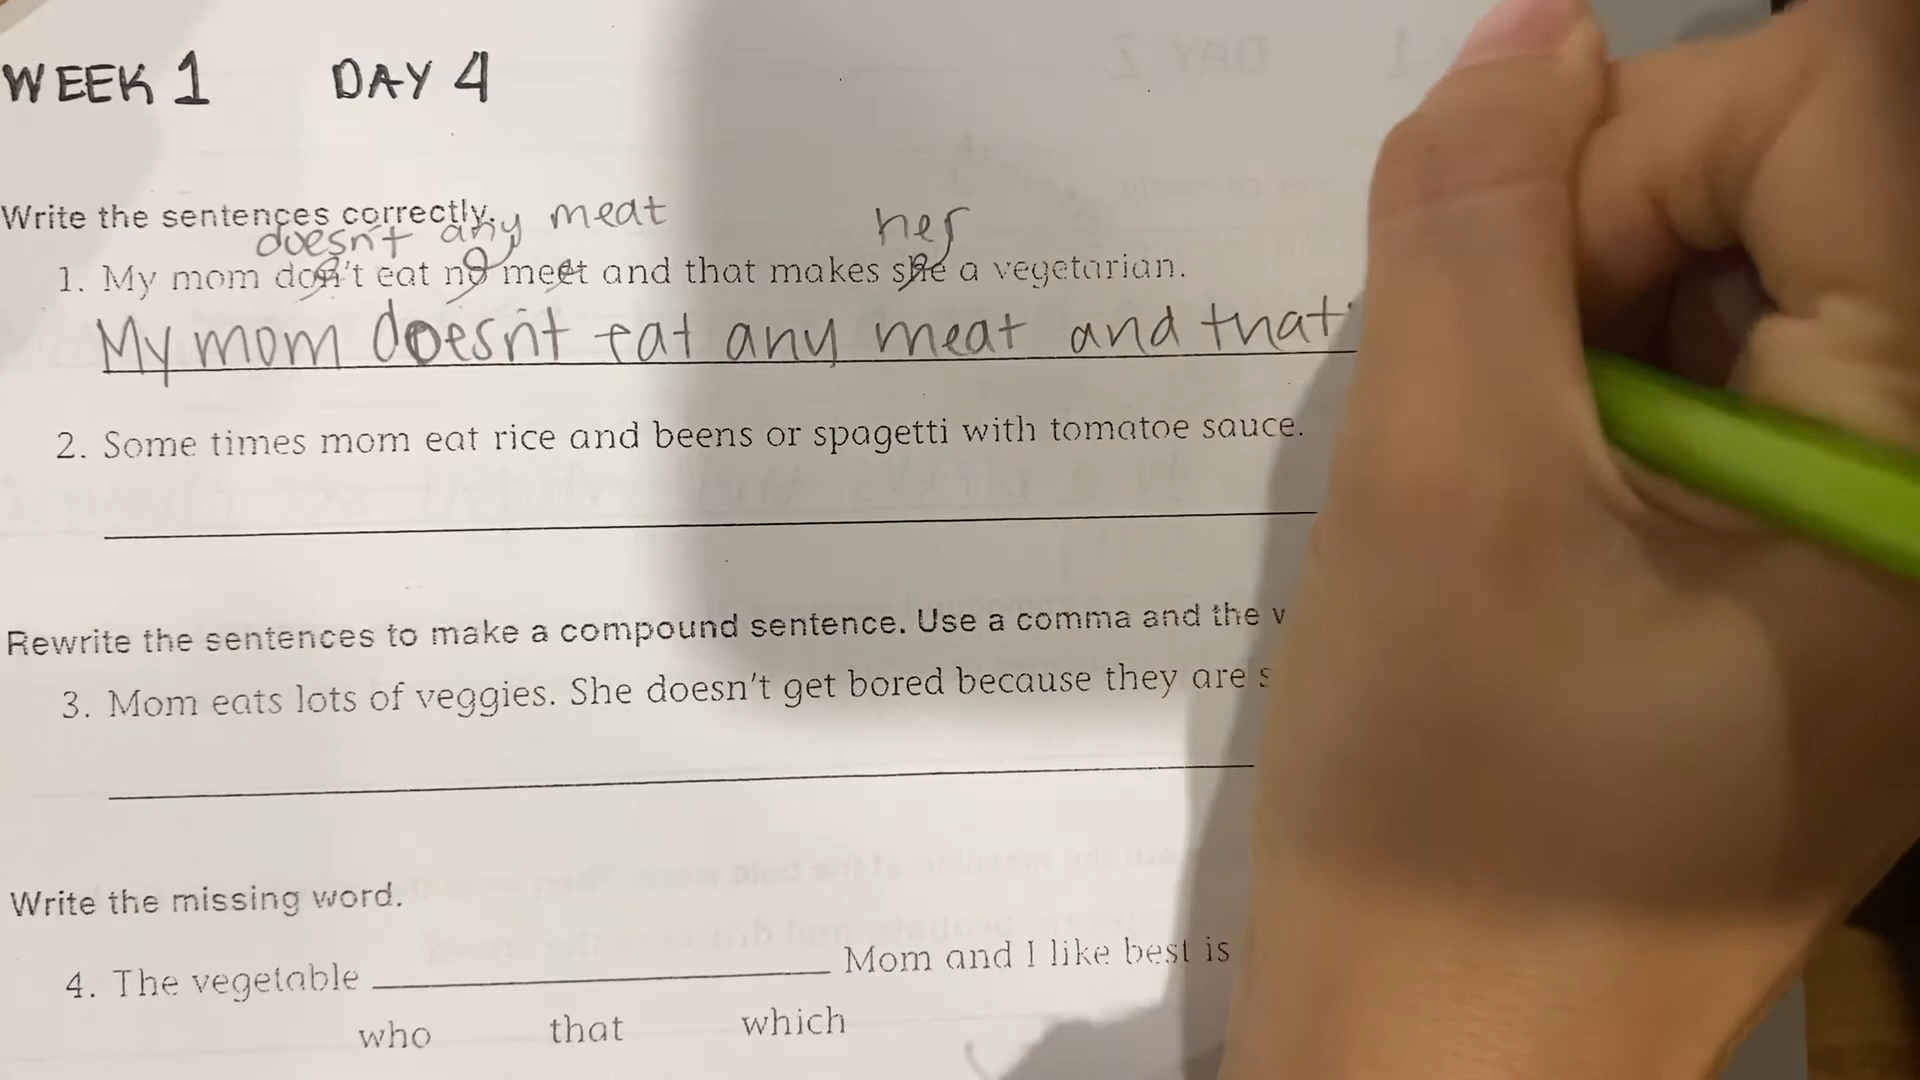 WEEK 1 DAY 4
Write the sentences correctly.
doesn't any meat her
1. My mom don't eat no meet and that makes she a vegetarian.
My mom doesn't eat any meat and that
2. Some times mom eat rice and beens or spagetti with tomatoe sauce.
Rewrite the sentences to make a compound sentence. Use a comma and the
3. Mom eats lots of veggies. She doesn't get bored because they are
Write the missing word.
4. The vegetable Mom and I like best is
who that which